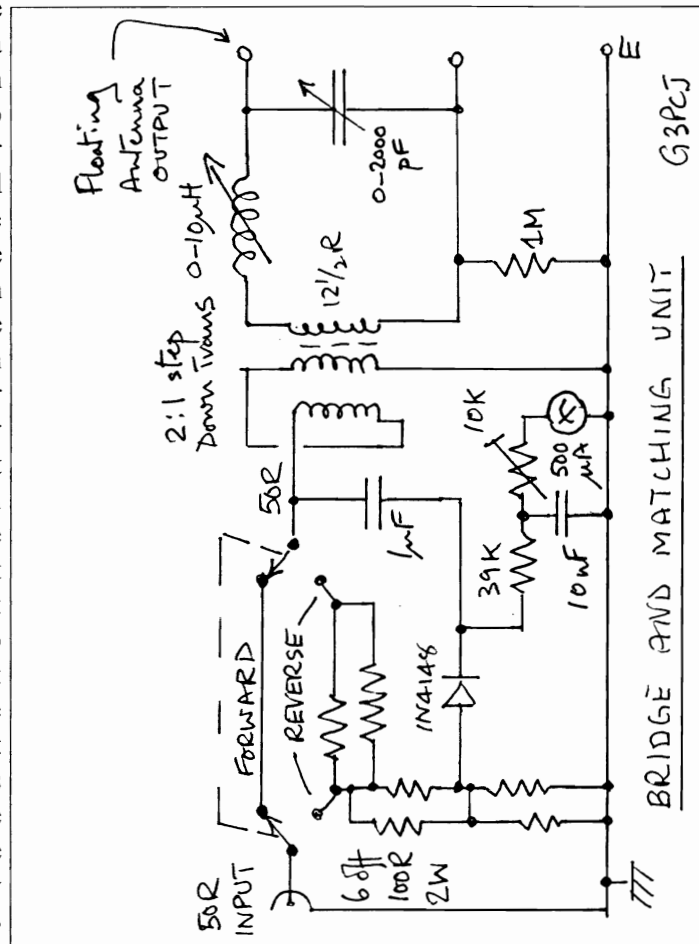 Floating
Antenna
OUTPUT
2:1 step
Down Trans
0-10µH
12½R
0-2000
pF
1M
E
50R
INPUT
FORWARD
REVERSE
50R
1nF
6 off
100R
2W
1N4148
39K
10K
500
µA
10nF
BRIDGE AND MATCHING UNIT
G3PCJ